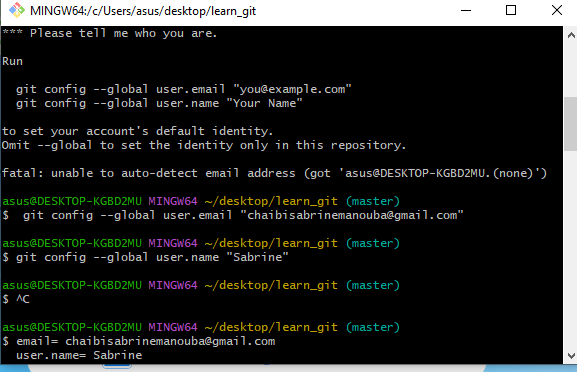 MINGW64:/c/Users/asus/desktop/learn_git
*** Please tell me who you are.
Run
git config --global user.email "you@example.com"
git config --global user.name "Your Name"
to set your account's default identity.
Omit --global to set the identity only in this repository.
fatal: unable to auto-detect email address (got 'asus@DESKTOP-KGBD2MU.(none)')
asus@DESKTOP-KGBD2MU MINGW64 ~/desktop/learn_git (master)
$  git config --global user.email "chaibisabrinemanouba@gmail.com"
asus@DESKTOP-KGBD2MU MINGW64 ~/desktop/learn_git (master)
$ git config --global user.name "Sabrine"
asus@DESKTOP-KGBD2MU MINGW64 ~/desktop/learn_git (master)
$ ^C
asus@DESKTOP-KGBD2MU MINGW64 ~/desktop/learn_git (master)
$ email= chaibisabrinemanouba@gmail.com
user.name= Sabrine